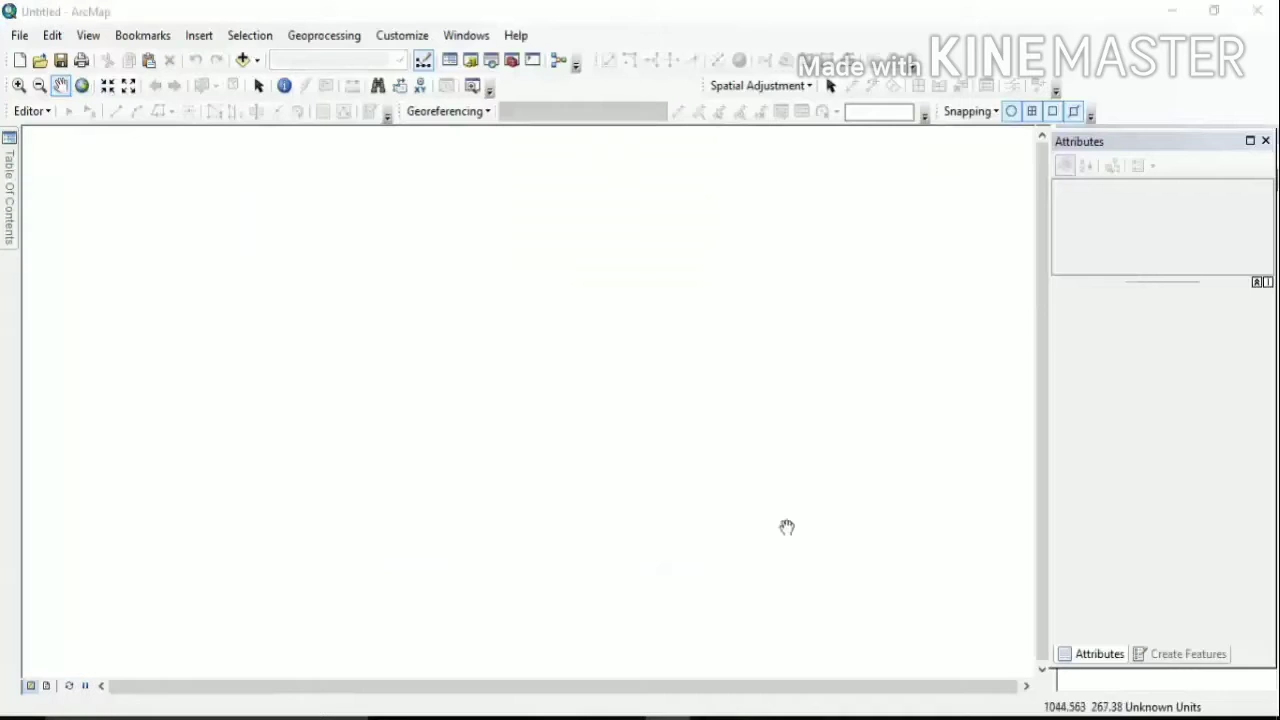 Untitled - ArcMap
File Edit View Bookmarks Insert Selection Geoprocessing Customize Windows Help
Made with KINEMASTER
Spatial Adjustment
Editor Georeferencing Snapping
Table Of Contents
Attributes
Attributes Create Features
1044.563 267.38 Unknown Units